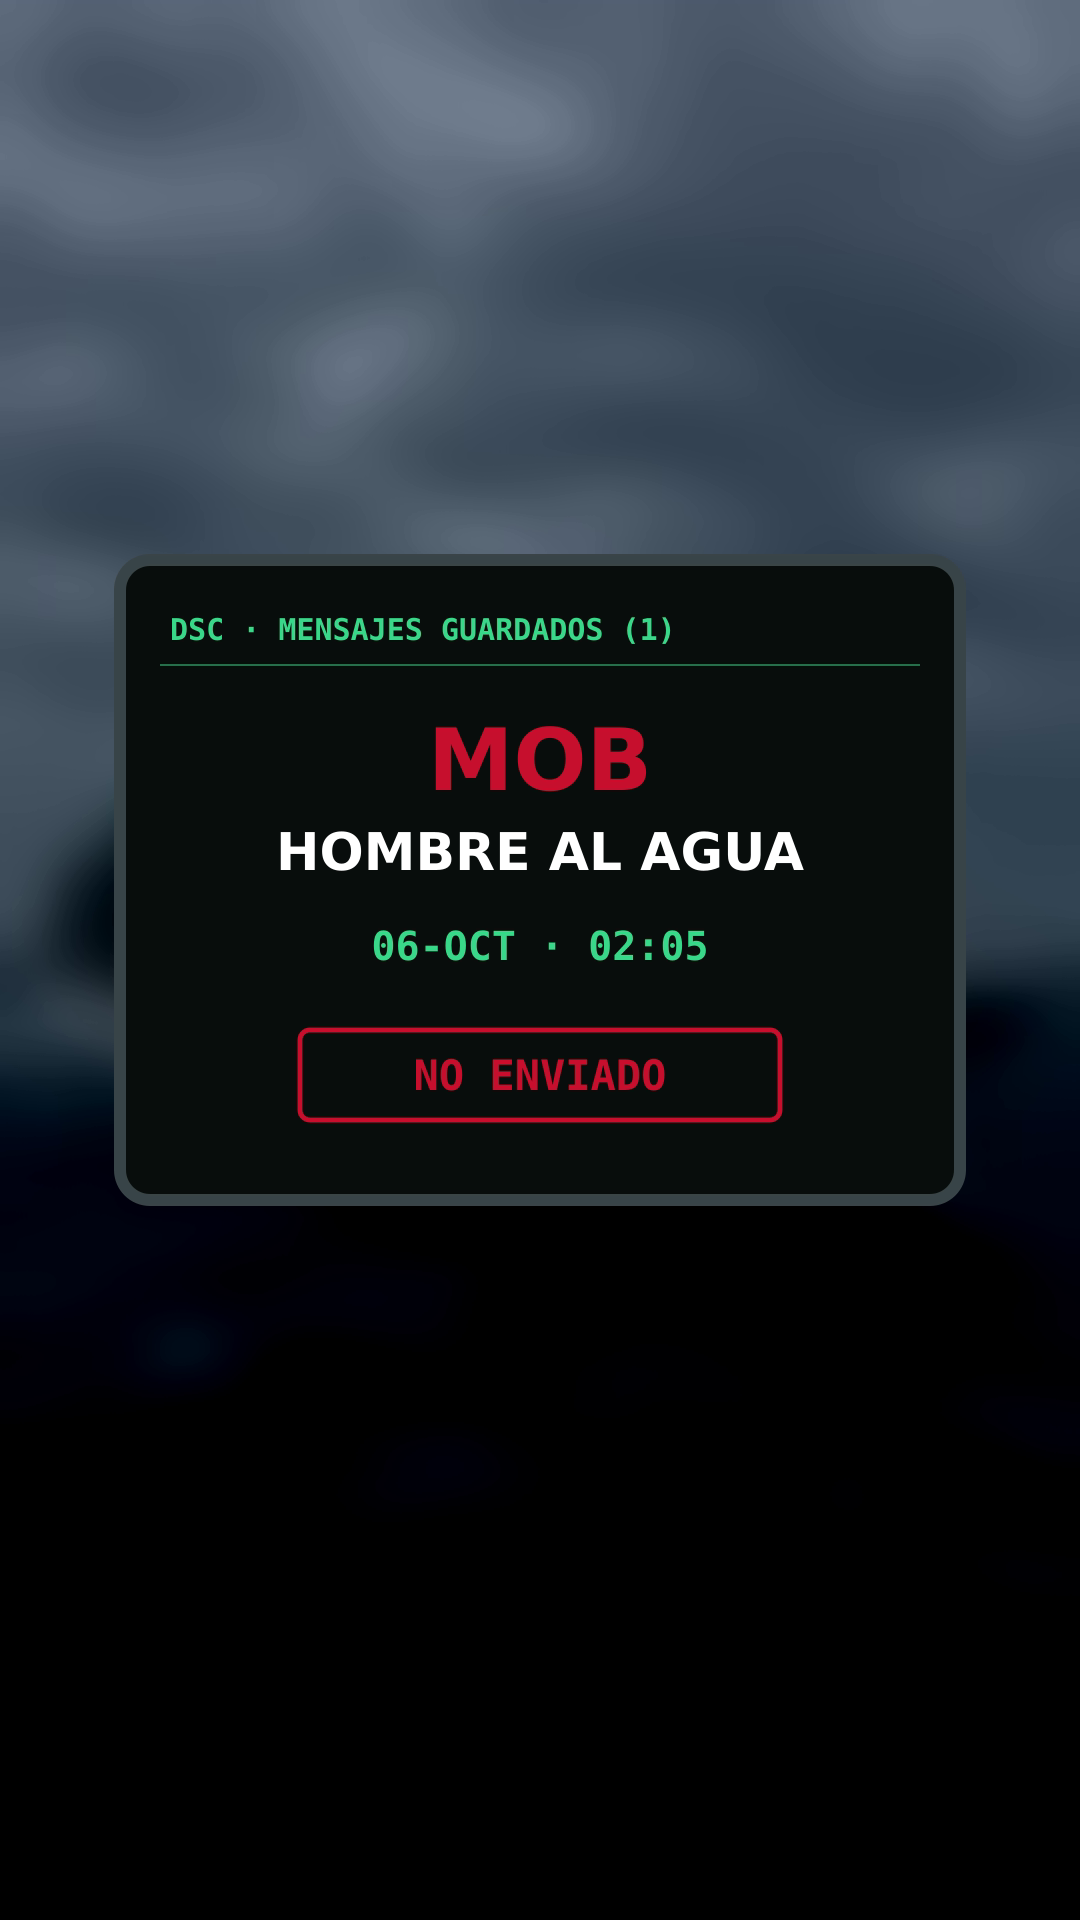 DSC · MENSAJES GUARDADOS (1)
MOB
HOMBRE AL AGUA
06-OCT · 02:05
NO ENVIADO